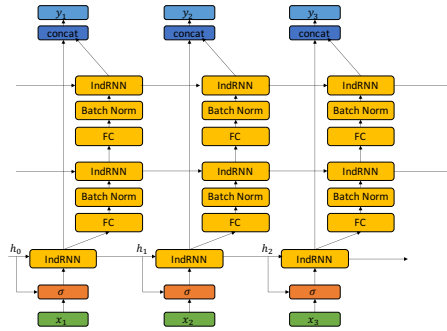 y₁ y₂ y₃
concat concat concat
IndRNN IndRNN IndRNN
Batch Norm Batch Norm Batch Norm
FC FC FC
IndRNN IndRNN IndRNN
Batch Norm Batch Norm Batch Norm
FC FC FC
h₀ h₁ h₂
IndRNN IndRNN IndRNN
σ σ σ
x₁ x₂ x₃